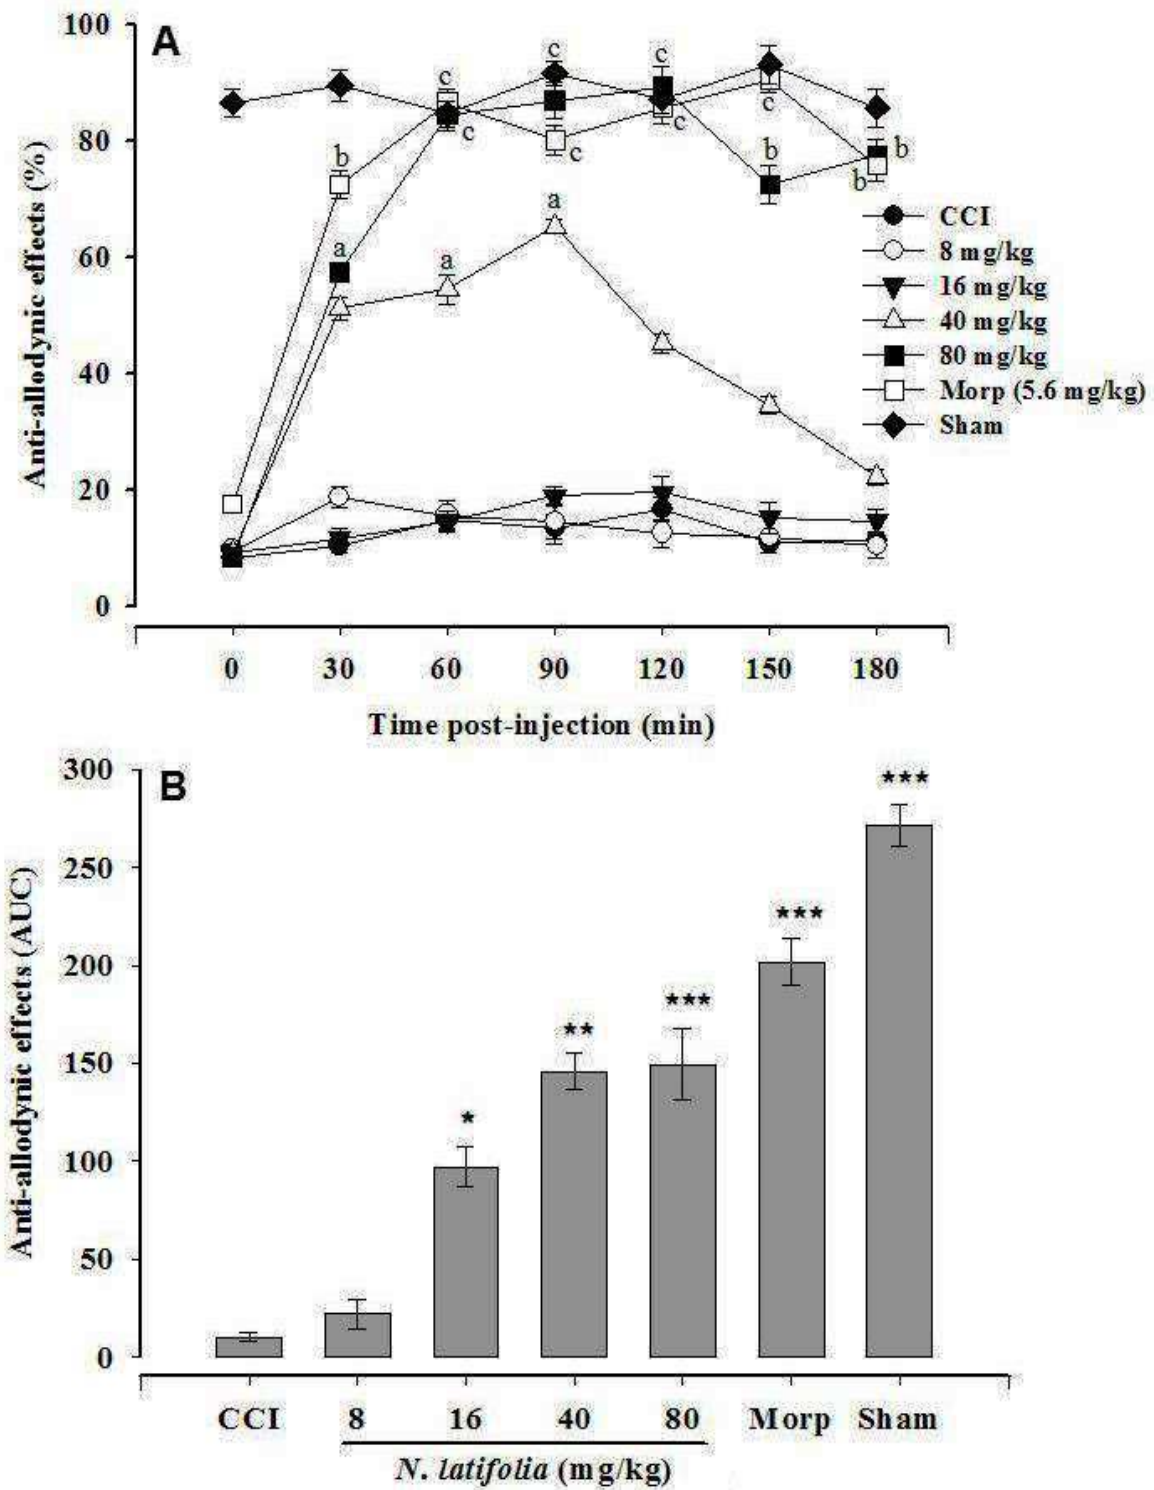 A
Anti-allodynic effects (%)
100
80
60
40
20
0
c
c
c
b
c
c
c
c
b
b
b
a
a
a
CCI
8 mg/kg
16 mg/kg
40 mg/kg
80 mg/kg
Morp (5.6 mg/kg)
Sham
0 30 60 90 120 150 180
Time post-injection (min)
B
Anti-allodynic effects (AUC)
300
250
200
150
100
50
0
*
**
***
***
***
CCI 8 16 40 80 Morp Sham
N. latifolia (mg/kg)